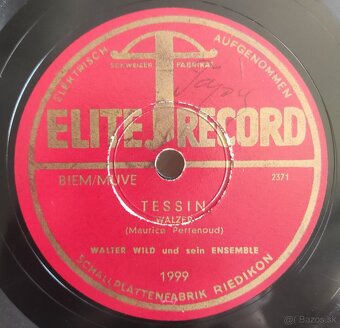 ELEKTRISCH AUFGENOMMEN
SCHWEIZER FABRIKAT
ELITE RECORD
BIEM/MUVE
2371
TESSIN
WALZER
(Maurice Perrenoud)
WALTER WILD und sein ENSEMBLE
1999
SCHALLPLATTENFABRIK RIEDIKON
@ Bazos.sk